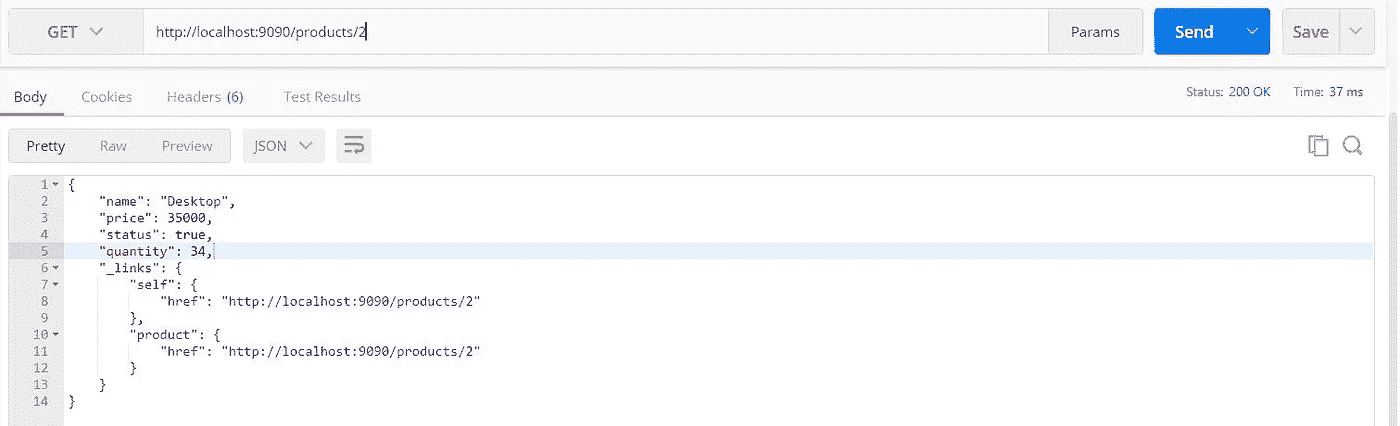 GET http://localhost:9090/products/2 Params Send Save
Body Cookies Headers (6) Test Results Status: 200 OK Time: 37 ms
Pretty Raw Preview JSON
1 {
2 "name": "Desktop",
3 "price": 35000,
4 "status": true,
5 "quantity": 34,
6 "_links": {
7 "self": {
8 "href": "http://localhost:9090/products/2"
9 },
10 "product": {
11 "href": "http://localhost:9090/products/2"
12 }
13 }
14 }